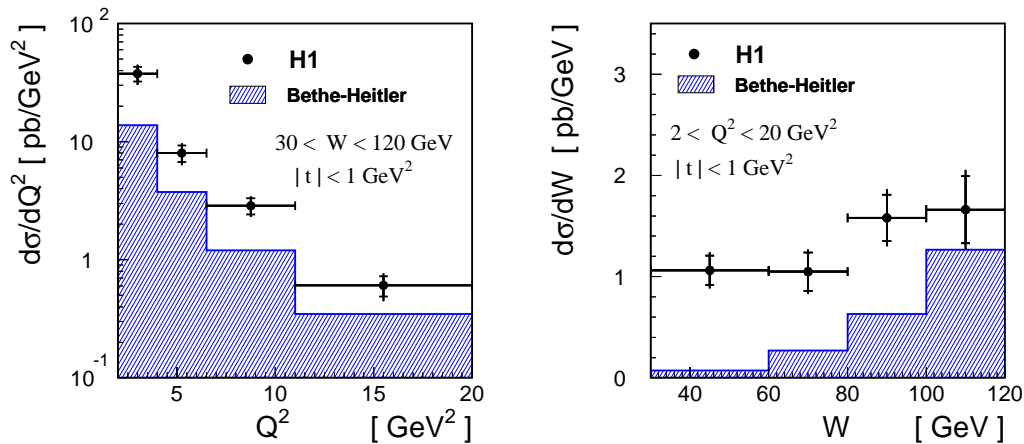 10²
10
1
10⁻¹
dσ/dQ² [ pb/GeV² ]
H1
Bethe-Heitler
30 < W < 120 GeV
| t | < 1 GeV²
5 10 15 20
Q² [ GeV² ]
3
2
1
0
dσ/dW [ pb/GeV ]
H1
Bethe-Heitler
2 < Q² < 20 GeV²
| t | < 1 GeV²
40 60 80 100 120
W [ GeV ]